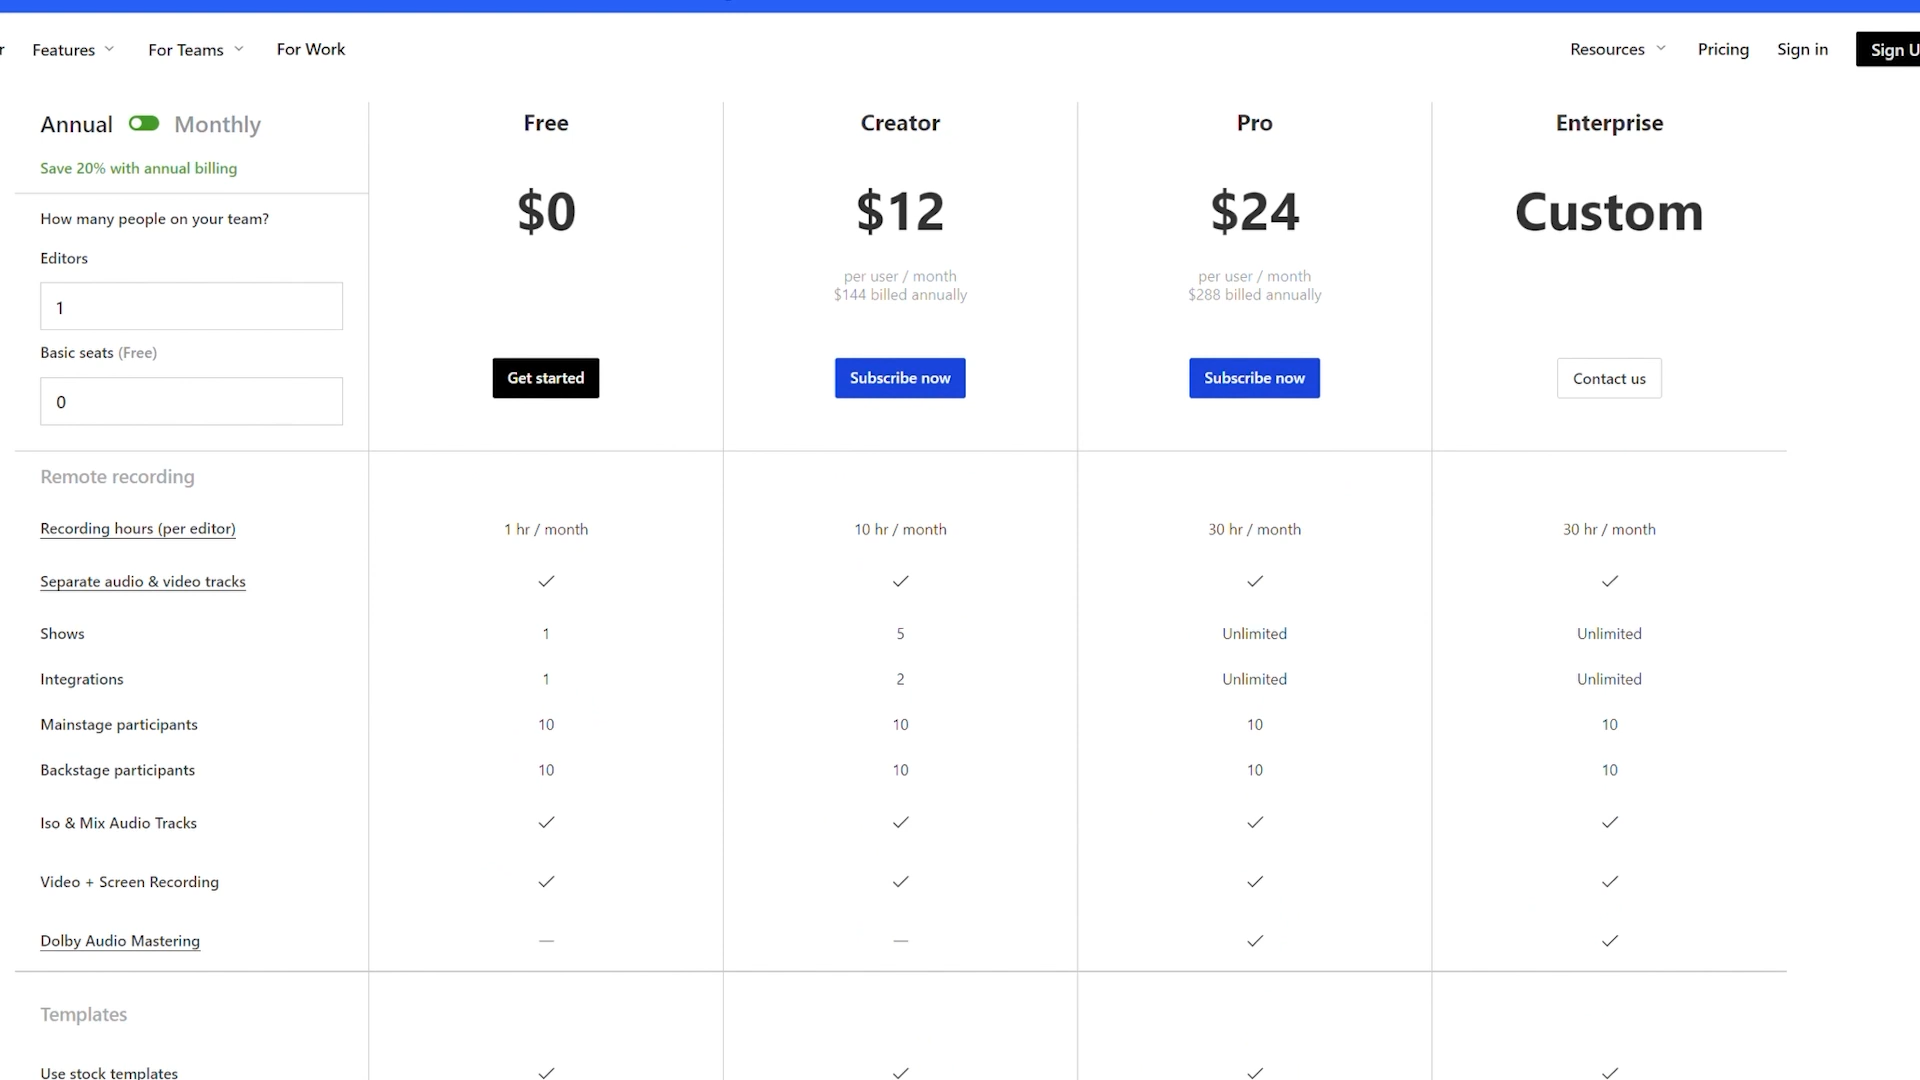 r Features For Teams For Work Resources Pricing Sign in Sign U
Annual Monthly Free Creator Pro Enterprise
Save 20% with annual billing
$0 $12 $24 Custom
How many people on your team?
Editors
per user / month per user / month
$144 billed annually $288 billed annually
1
Basic seats (Free)
Get started Subscribe now Subscribe now Contact us
0
Remote recording
Recording hours (per editor) 1 hr / month 10 hr / month 30 hr / month 30 hr / month
Separate audio & video tracks
Shows 1 5 Unlimited Unlimited
Integrations 1 2 Unlimited Unlimited
Mainstage participants 10 10 10 10
Backstage participants 10 10 10 10
Iso & Mix Audio Tracks
Video + Screen Recording
Dolby Audio Mastering — —
Templates
Use stock templates